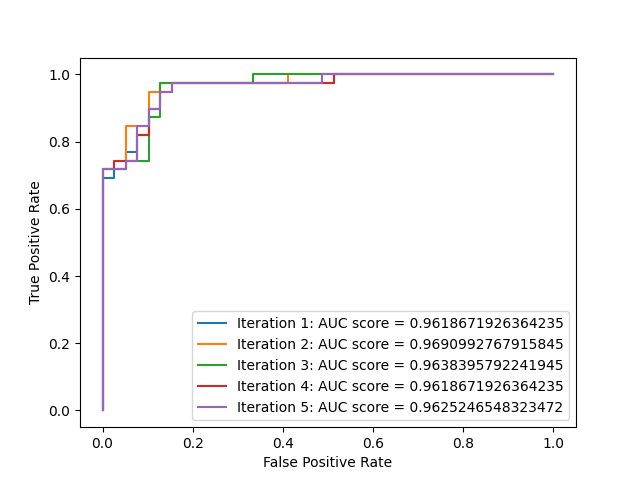 1.0
0.8
0.6
0.4
0.2
0.0
True Positive Rate
Iteration 1: AUC score = 0.9618671926364235
Iteration 2: AUC score = 0.9690992767915845
Iteration 3: AUC score = 0.9638395792241945
Iteration 4: AUC score = 0.9618671926364235
Iteration 5: AUC score = 0.9625246548323472
0.0 0.2 0.4 0.6 0.8 1.0
False Positive Rate